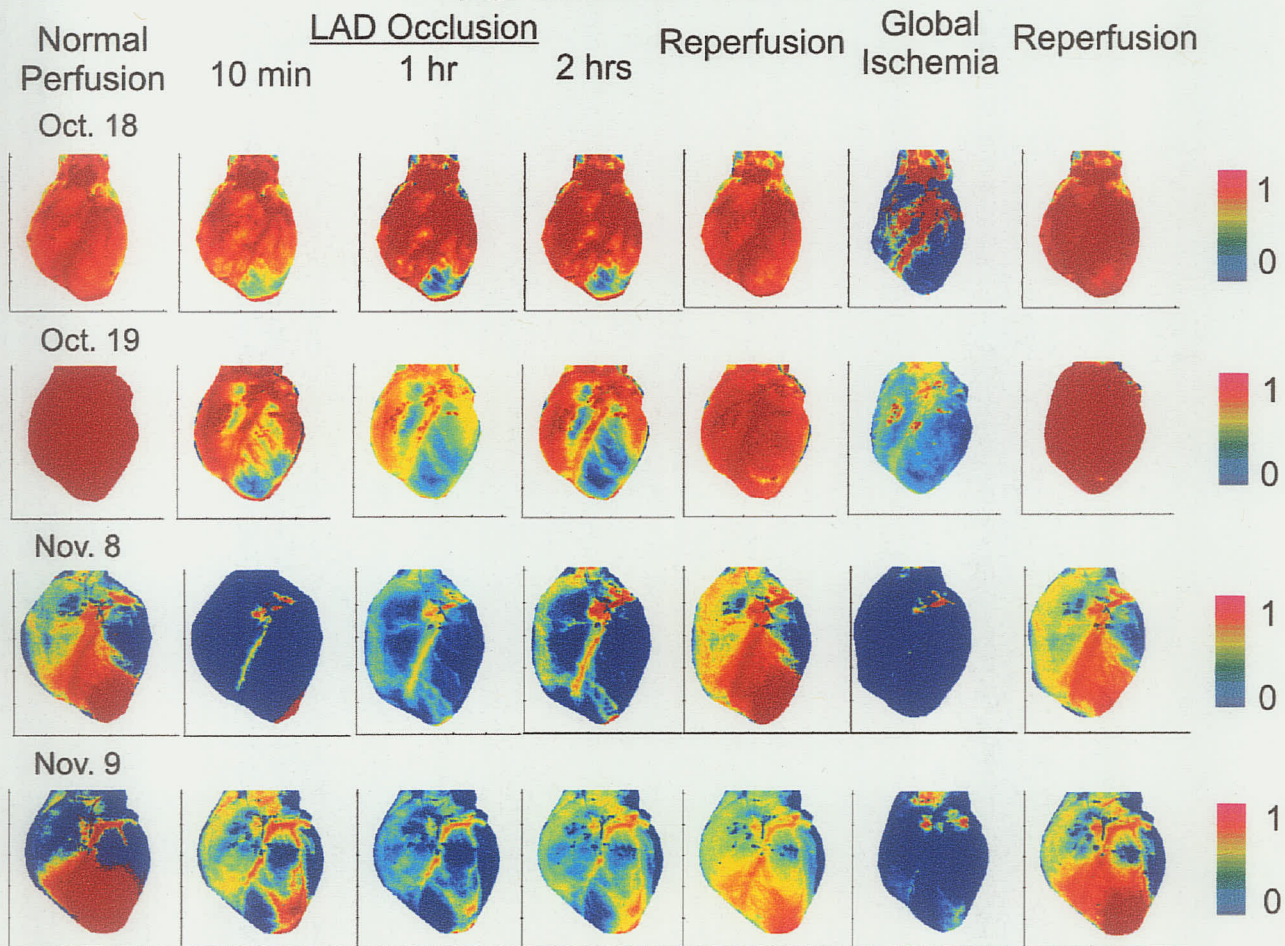 Normal
Perfusion
LAD Occlusion
10 min
1 hr
2 hrs
Reperfusion
Global
Ischemia
Reperfusion
Oct. 18
1
0
Oct. 19
1
0
Nov. 8
1
0
Nov. 9
1
0